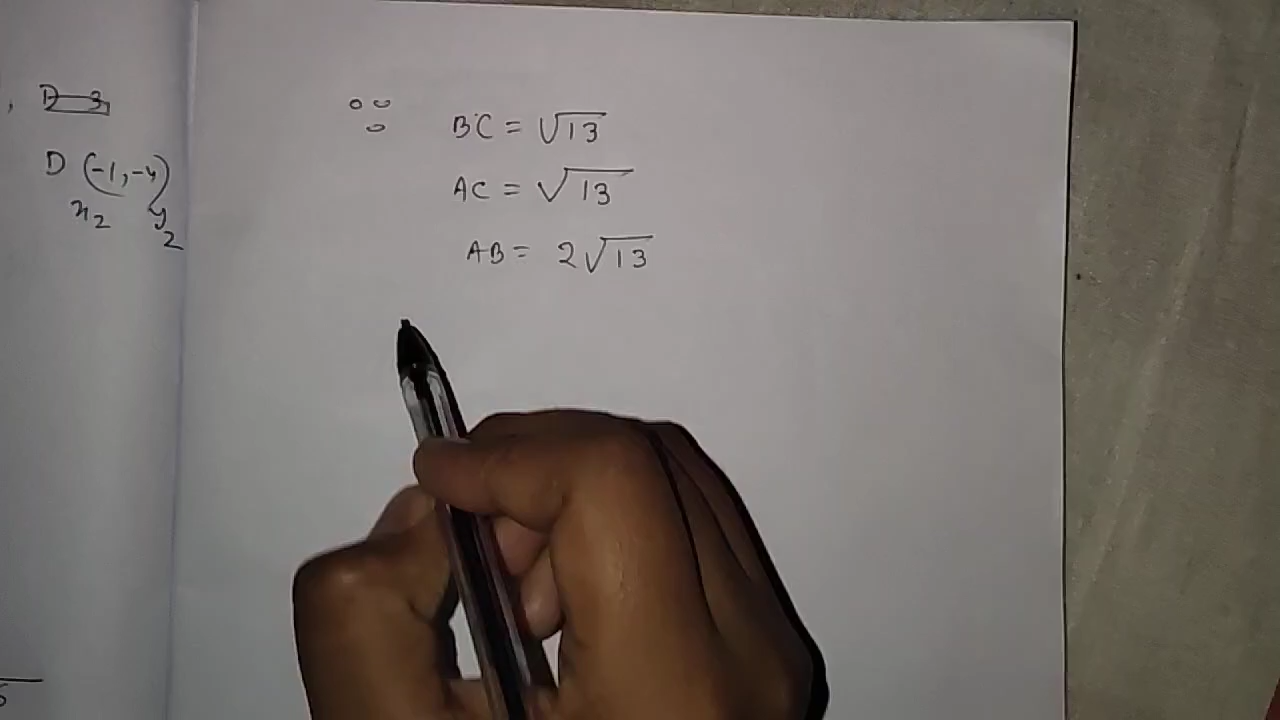 D (-1, -4)
x₂ y₂
BC = √13
AC = √13
AB = 2√13